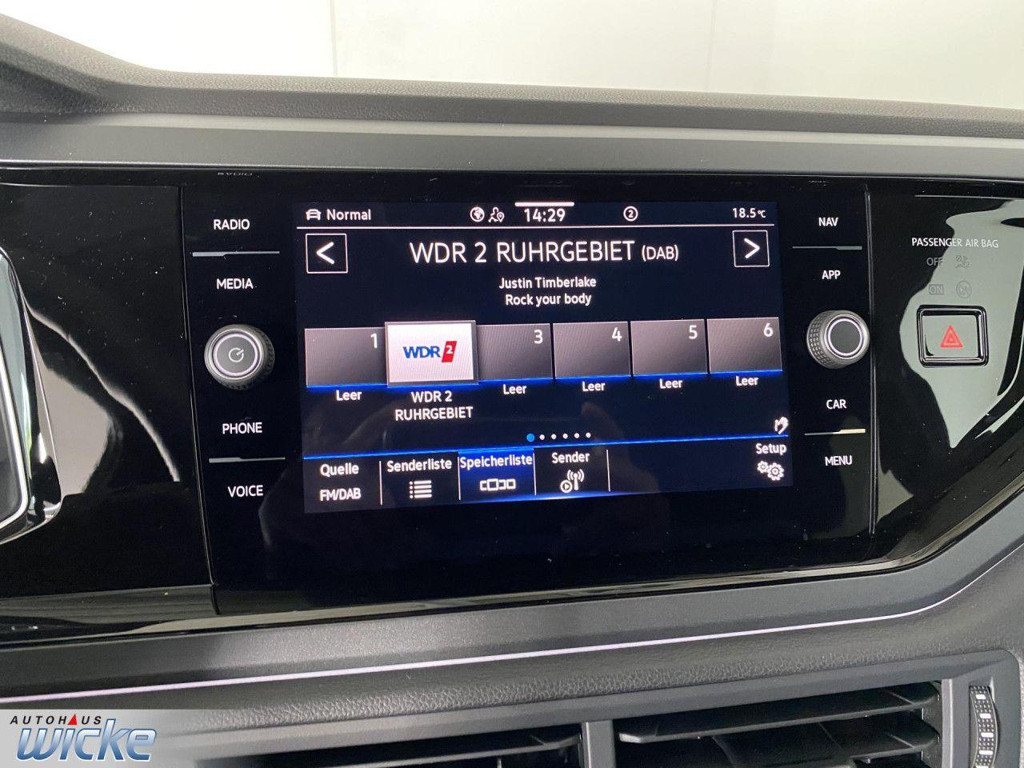 RADIO
MEDIA
PHONE
VOICE
Normal
14:29
2
18.5°C
<
WDR 2 RUHRGEBIET (DAB)
>
Justin Timberlake
Rock your body
1
WDR 2
3
4
5
6
Leer
WDR 2
RUHRGEBIET
Leer
Leer
Leer
Leer
Quelle
FM/DAB
Senderliste
Speicherliste
Sender
Setup
NAV
APP
CAR
MENU
PASSENGER AIR BAG
OFF
ON
AUTOHAUS
wicke